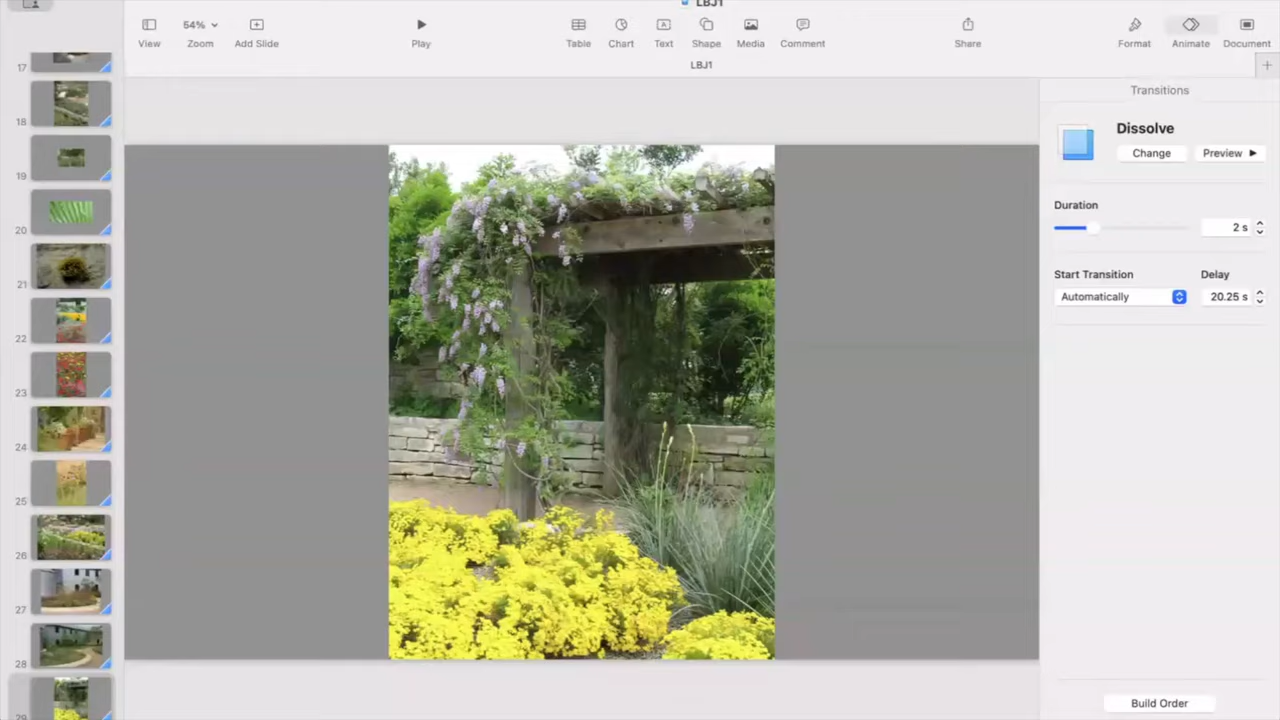 LBJ1
54%
View
Zoom
Add Slide
Play
Table
Chart
Text
Shape
Media
Comment
Share
Format
Animate
Document
LBJ1
17
18
19
20
21
22
23
24
25
26
27
28
29
Transitions
Dissolve
Change
Preview
Duration
2 s
Start Transition
Delay
Automatically
20.25 s
Build Order